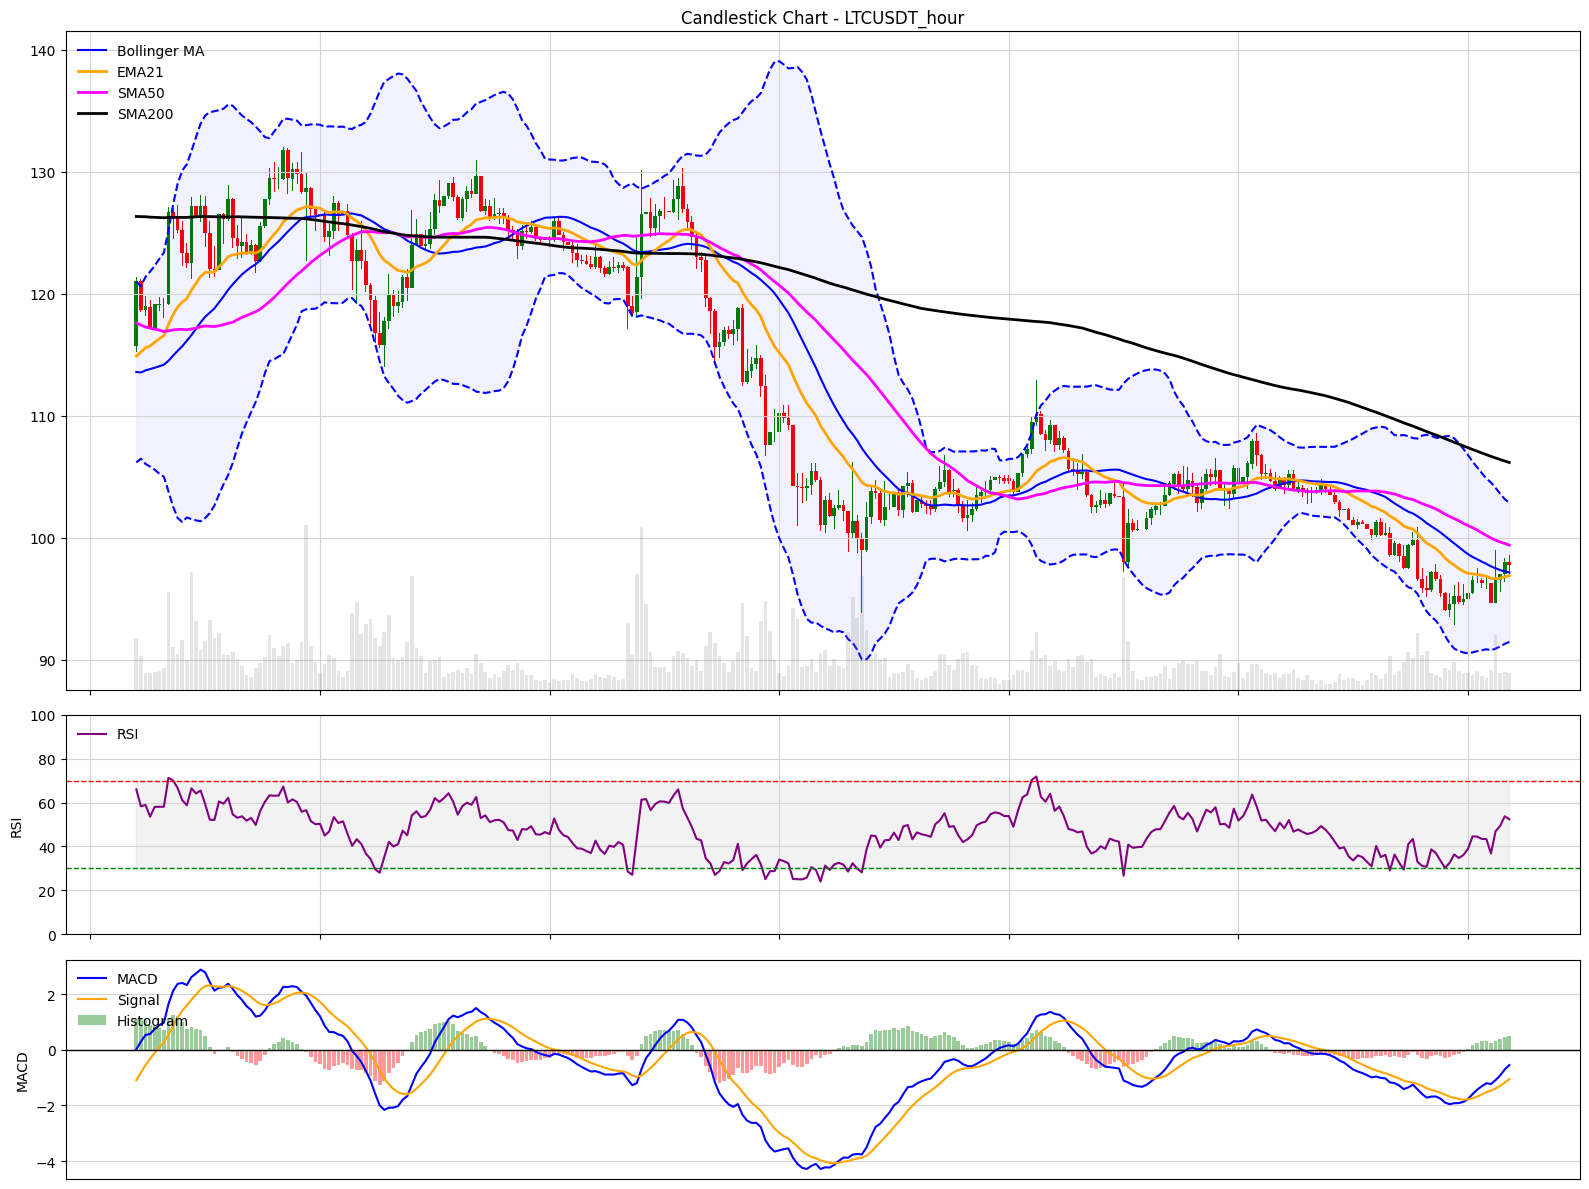 Candlestick Chart - LTCUSDT_hour
Bollinger MA
EMA21
SMA50
SMA200
140
130
120
110
100
90
RSI
100
80
60
40
20
0
RSI
MACD
Signal
Histogram
2
0
−2
−4
MACD